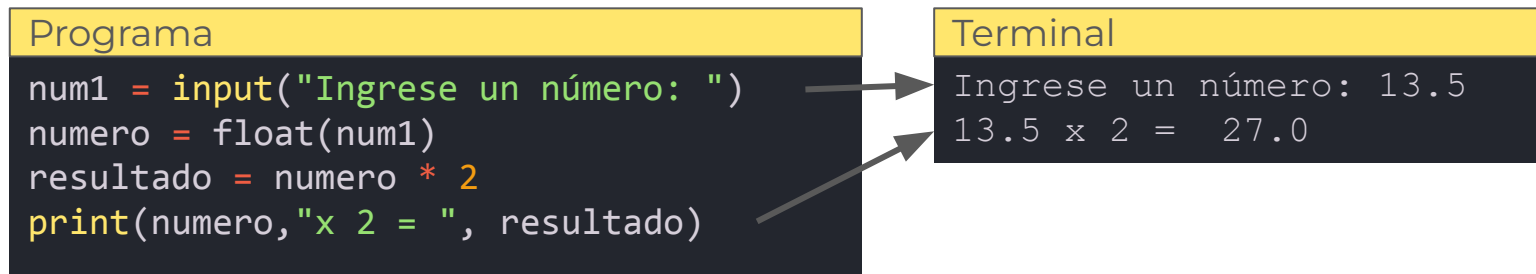 Programa
num1 = input("Ingrese un número: ")
numero = float(num1)
resultado = numero * 2
print(numero,"x 2 = ", resultado)
Terminal
Ingrese un número: 13.5
13.5 x 2 =  27.0